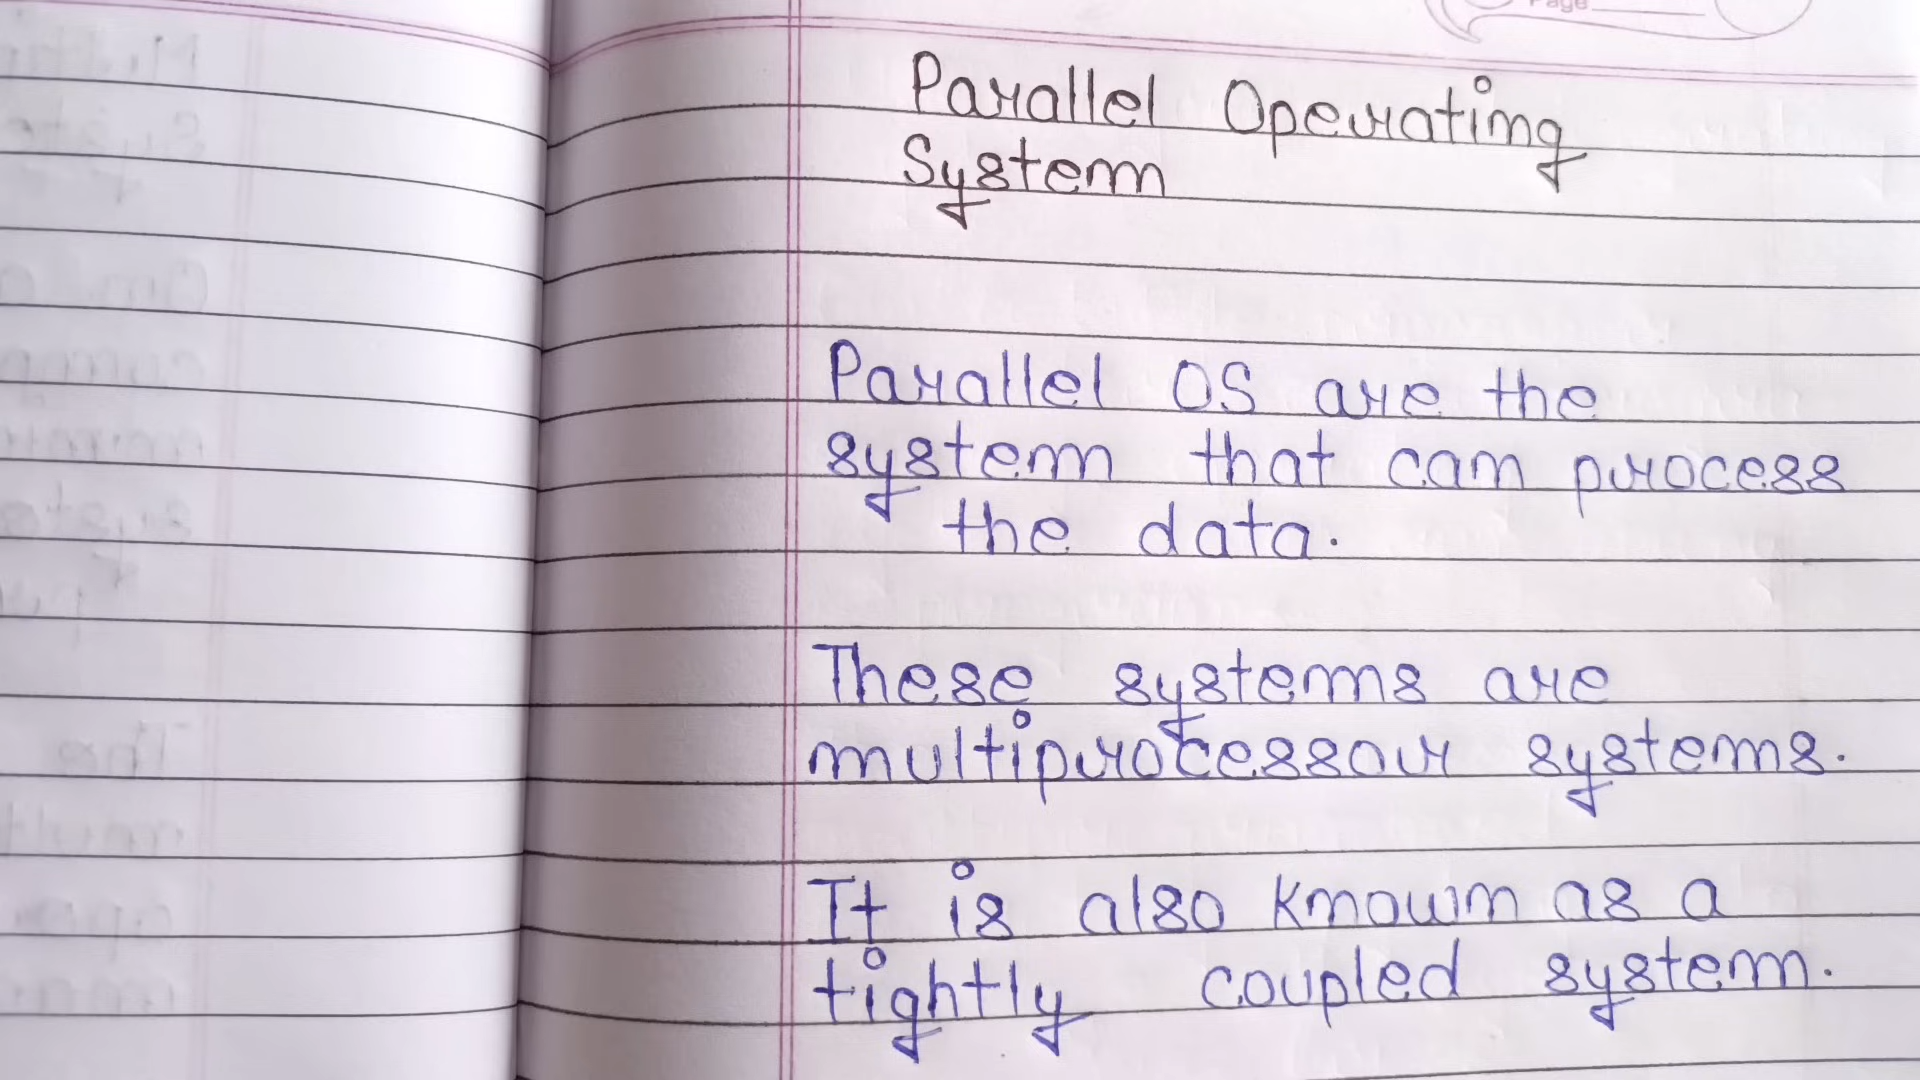 Page
Parallel Operating
System
Parallel OS are the
system that can process
the data.
These systems are
multiprocessor systems.
It is also known as a
tightly coupled system.